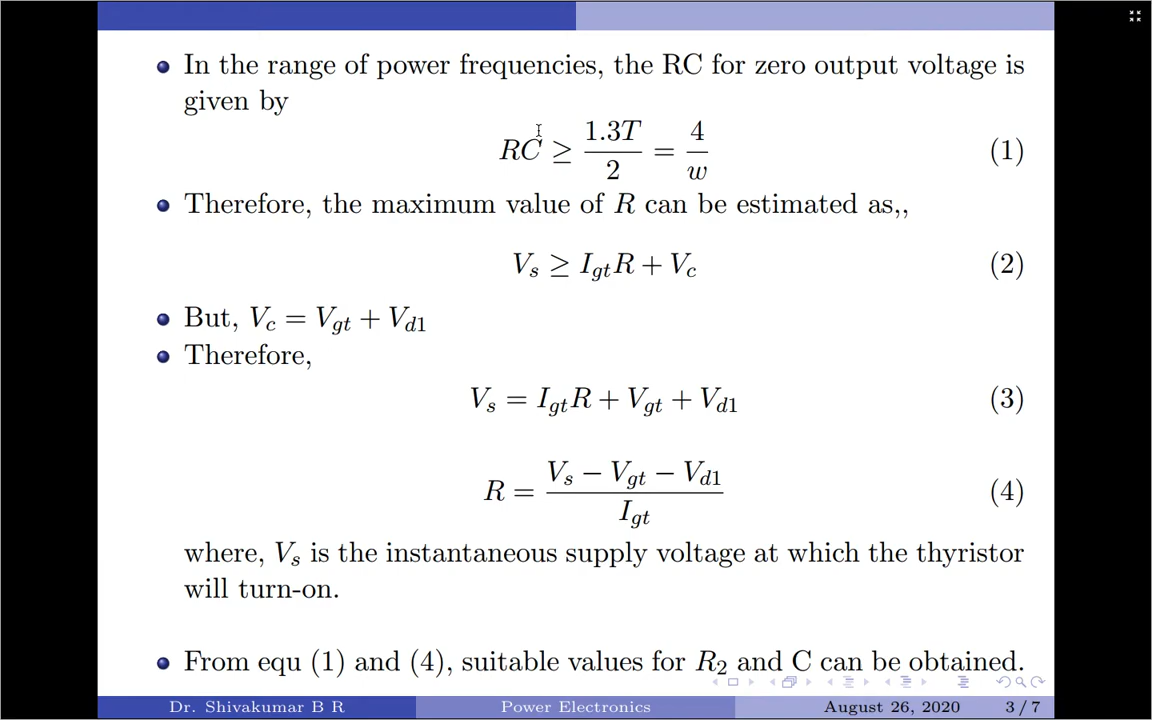 In the range of power frequencies, the RC for zero output voltage is
given by
RC ≥ 1.3T/2 = 4/w (1)
Therefore, the maximum value of R can be estimated as,,
V_s ≥ I_gt R + V_c (2)
But, V_c = V_gt + V_d1
Therefore,
V_s = I_gt R + V_gt + V_d1 (3)
R = (V_s − V_gt − V_d1)/I_gt (4)
where, V_s is the instantaneous supply voltage at which the thyristor
will turn-on.
From equ (1) and (4), suitable values for R_2 and C can be obtained.
Dr. Shivakumar B R Power Electronics August 26, 2020 3 / 7